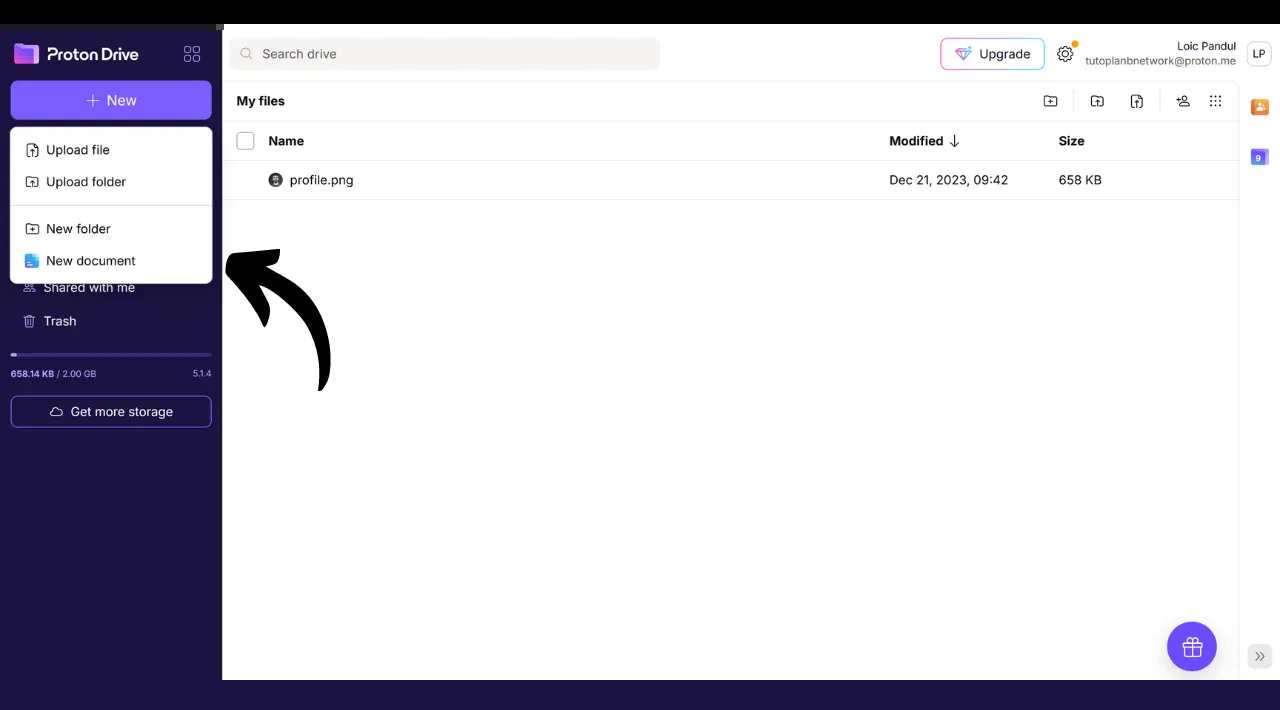 Proton Drive
New
Upload file
Upload folder
New folder
New document
Shared with me
Trash
658.14 KB / 2.00 GB
5.1.4
Get more storage
Search drive
Upgrade
Loic Pandul
tutoplanbnetwork@proton.me
LP
My files
Name
Modified
Size
profile.png
Dec 21, 2023, 09:42
658 KB
9